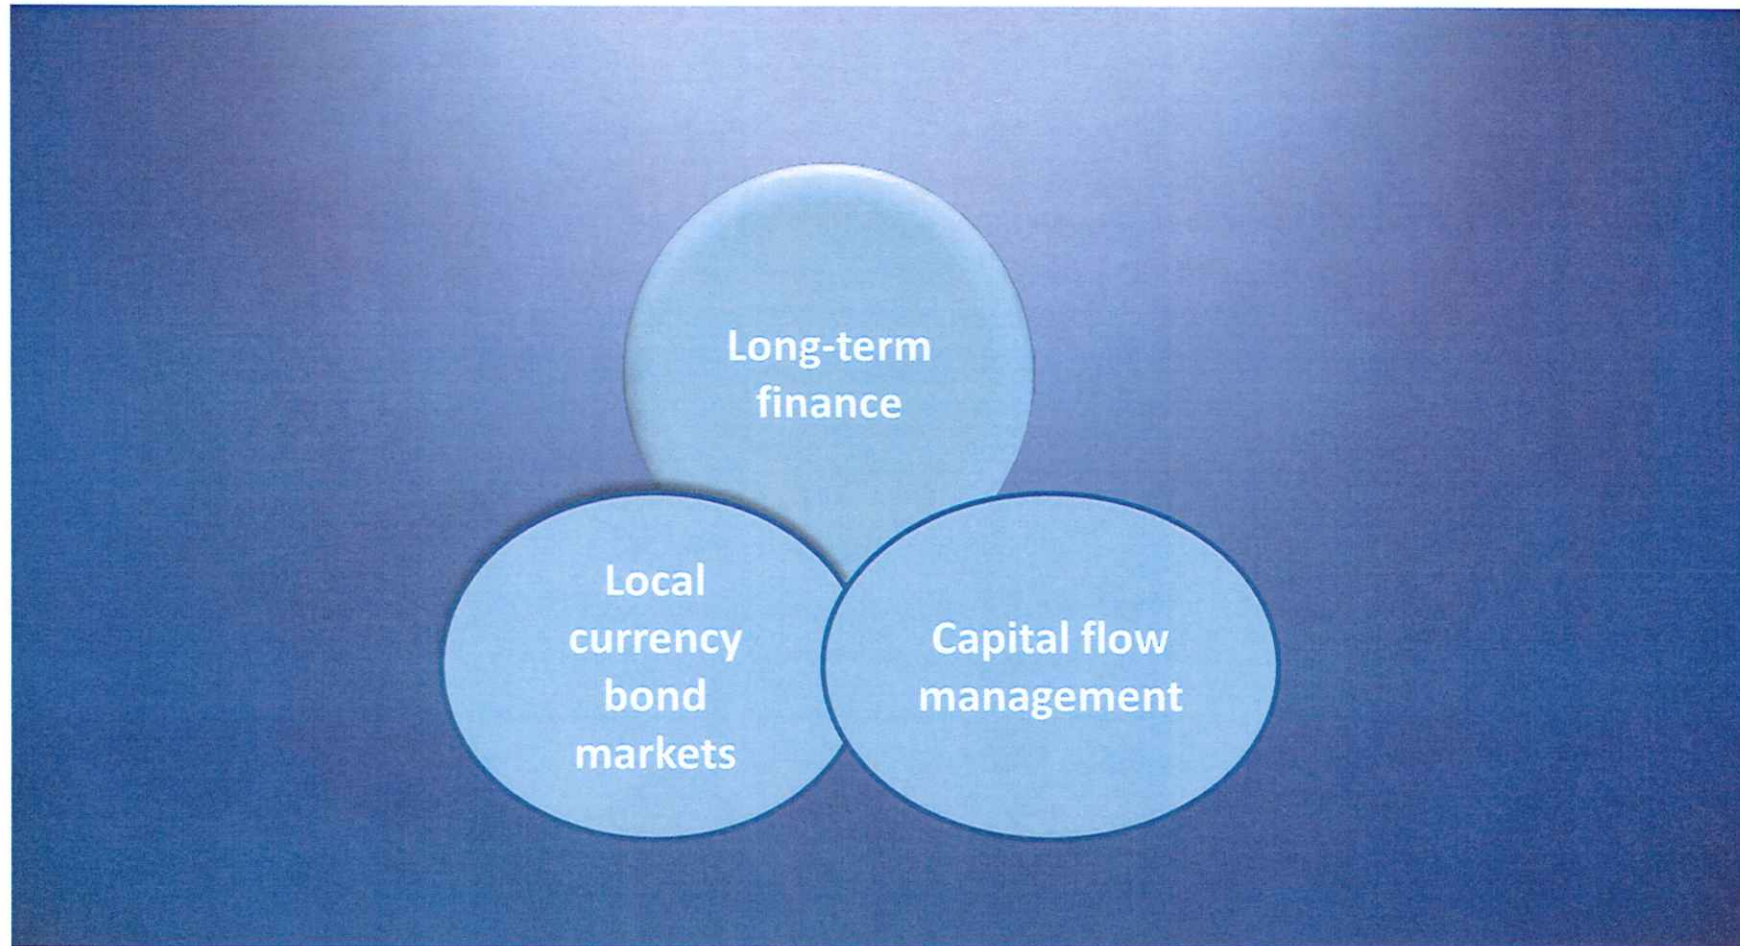 Long-term
finance
Local
currency
bond
markets
Capital flow
management